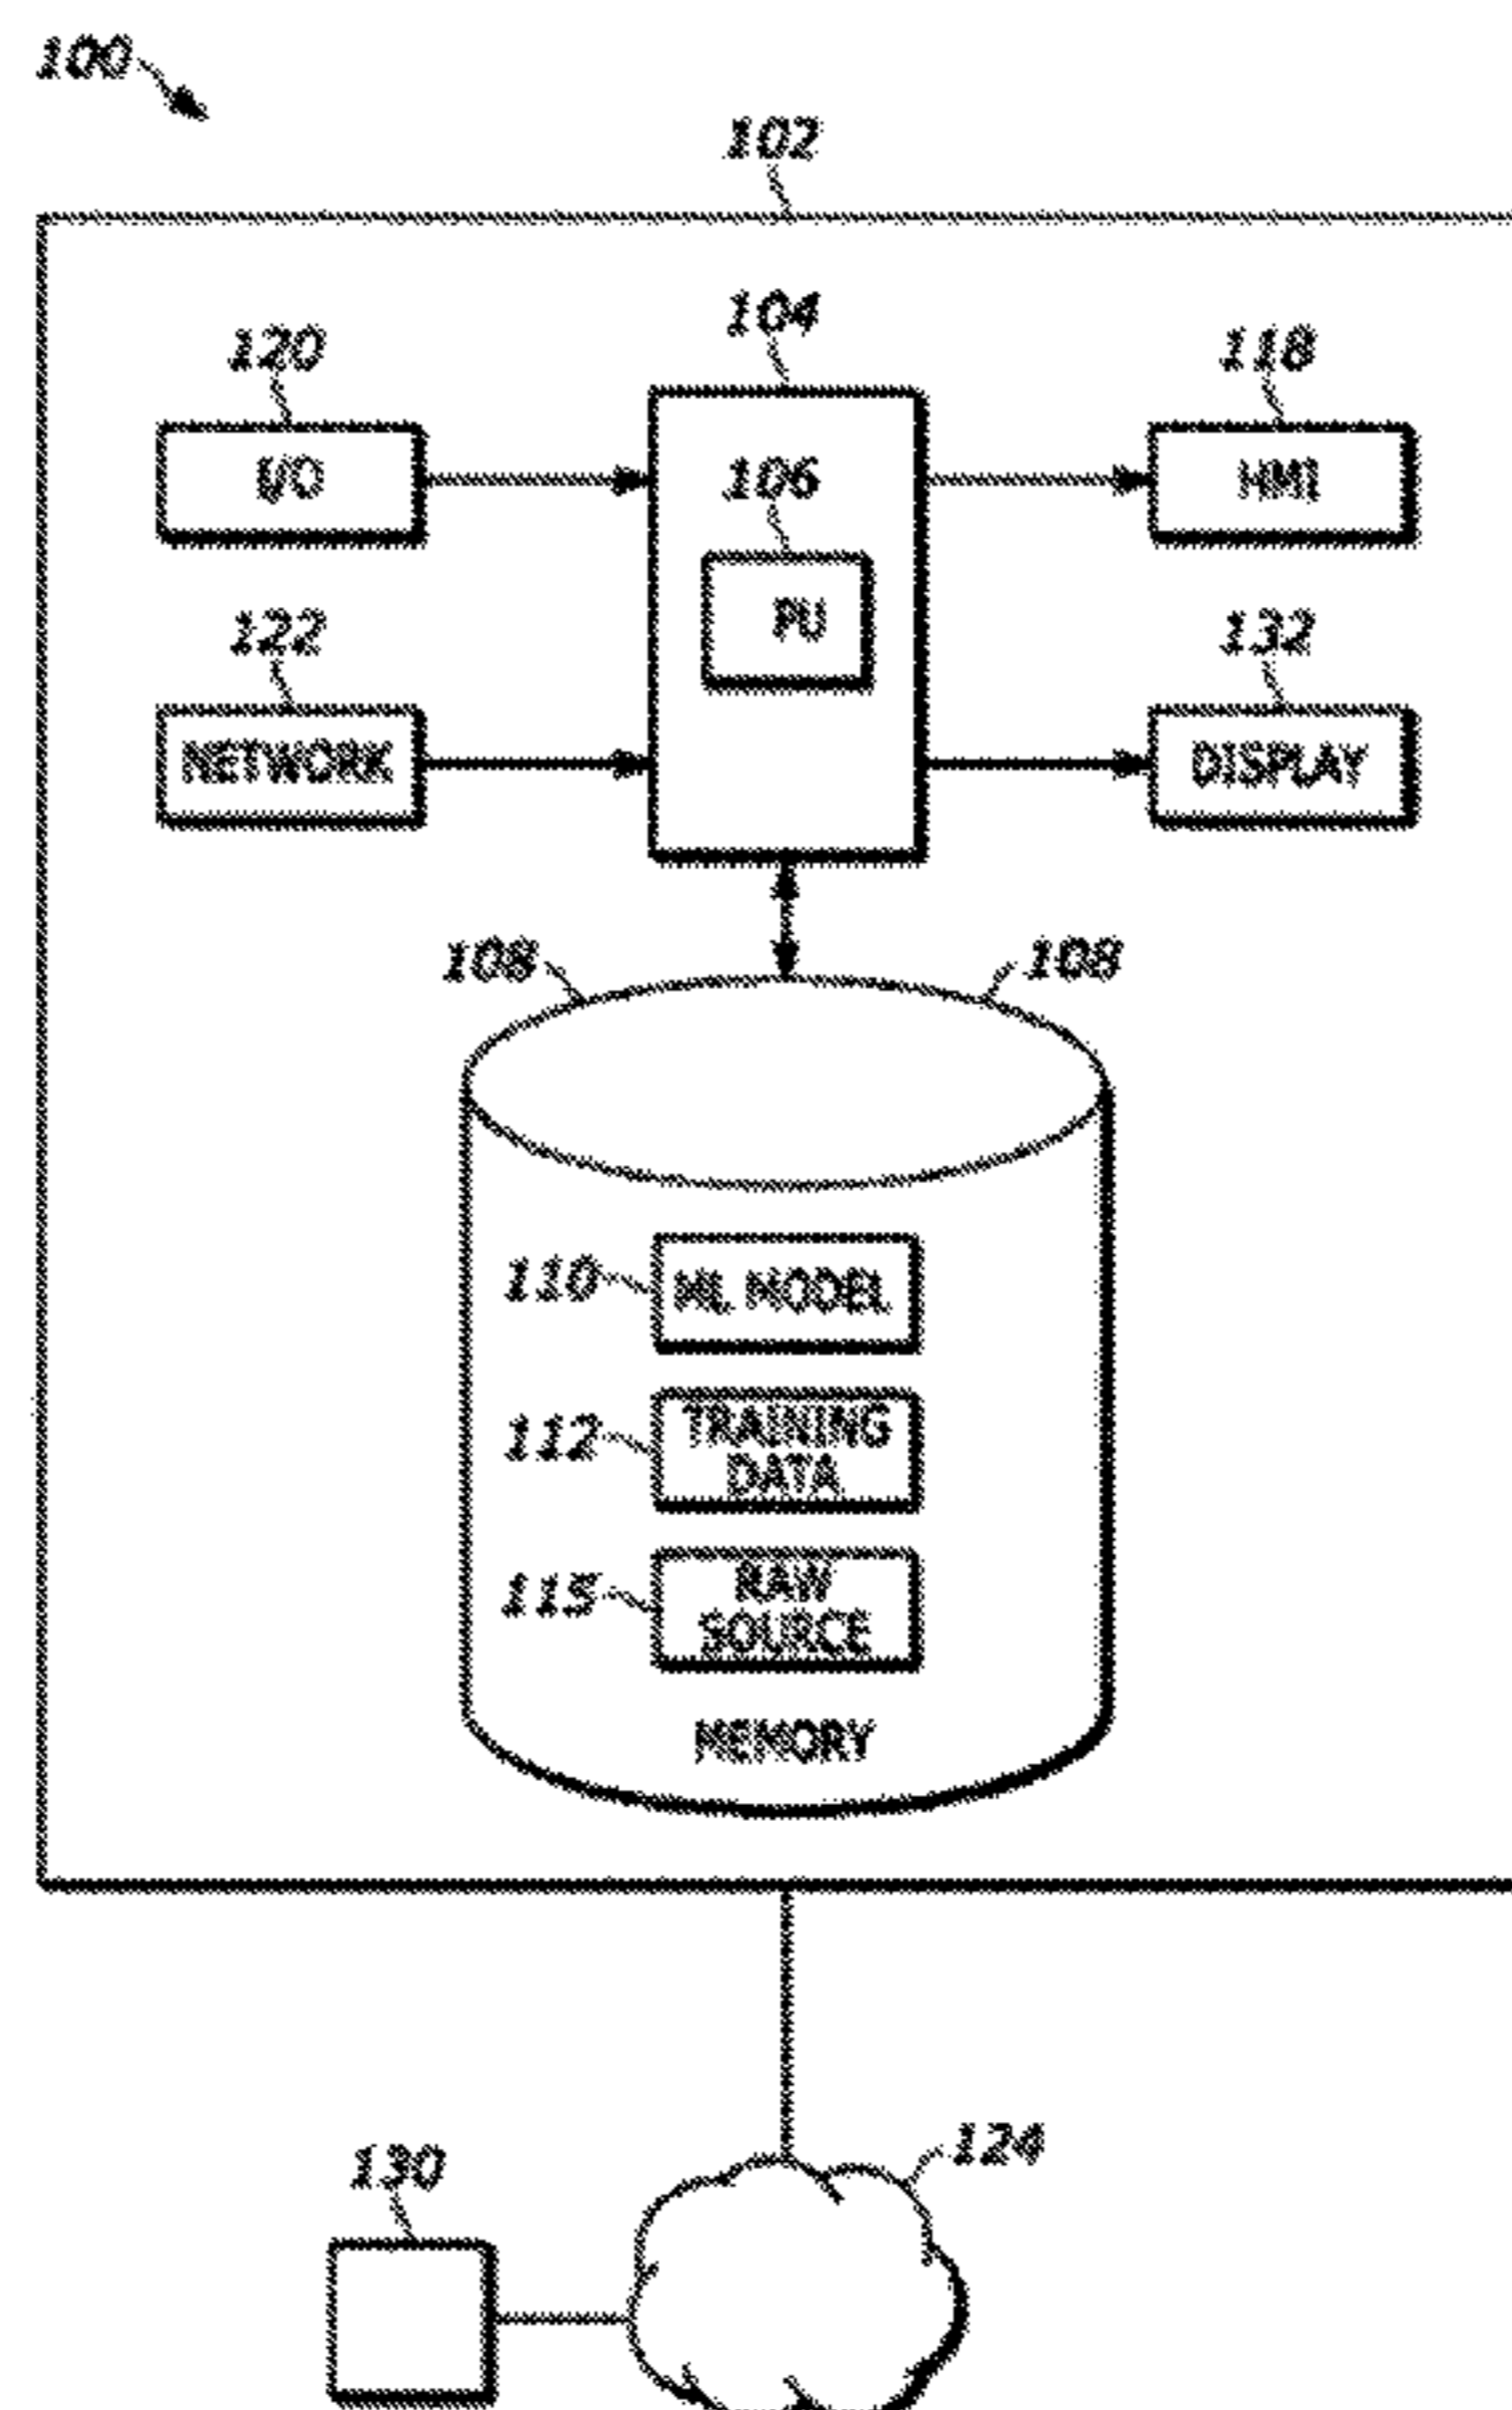 100
102
104
120
118
I/O
106
HMI
PU
122
132
NETWORK
DISPLAY
108
108
110
ML MODEL
112
TRAINING
DATA
115
RAW
SOURCE
MEMORY
124
130